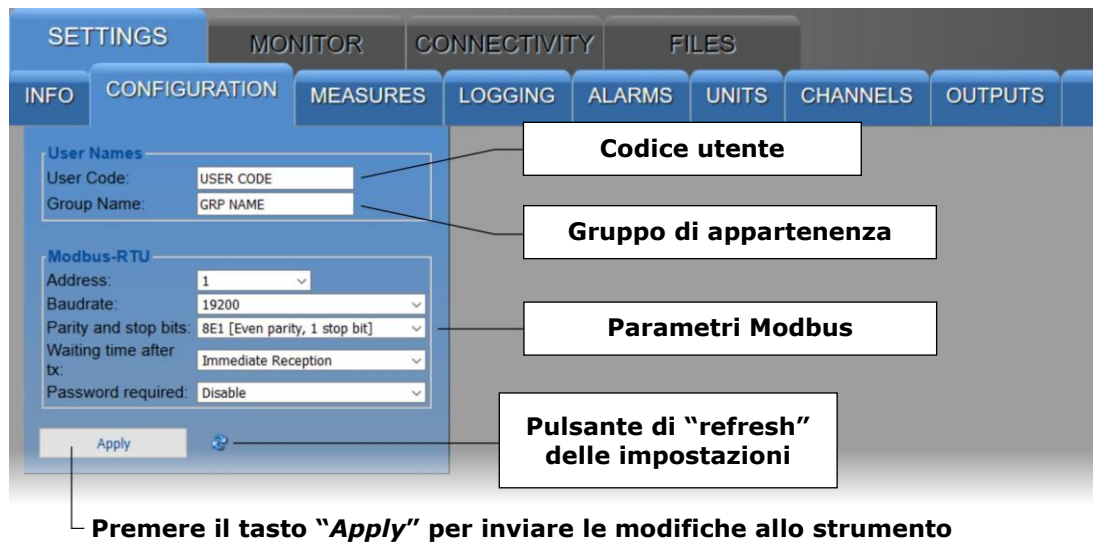 SETTINGS MONITOR CONNECTIVITY FILES
INFO CONFIGURATION MEASURES LOGGING ALARMS UNITS CHANNELS OUTPUTS
User Names
User Code: USER CODE
Group Name: GRP NAME
Codice utente
Gruppo di appartenenza
Modbus-RTU
Address: 1
Baudrate: 19200
Parity and stop bits: 8E1 [Even parity, 1 stop bit]
Waiting time after
tx: Immediate Reception
Password required: Disable
Parametri Modbus
Apply
Pulsante di “refresh”
delle impostazioni
Premere il tasto “Apply” per inviare le modifiche allo strumento